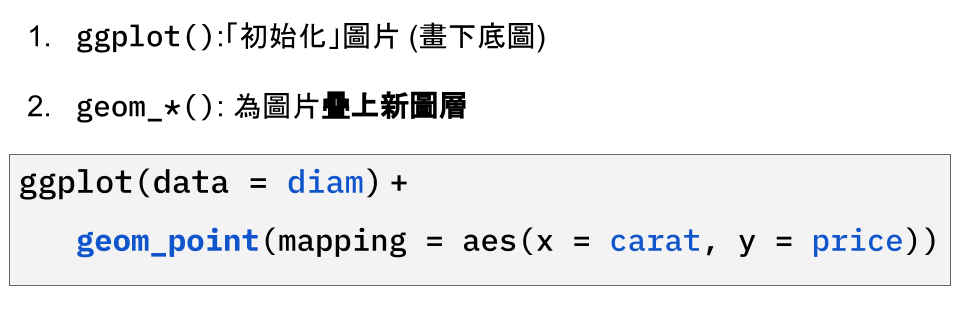 1. ggplot():「初始化」圖片 (畫下底圖)
2. geom_*(): 為圖片疊上新圖層
ggplot(data = diam) +
geom_point(mapping = aes(x = carat, y = price))